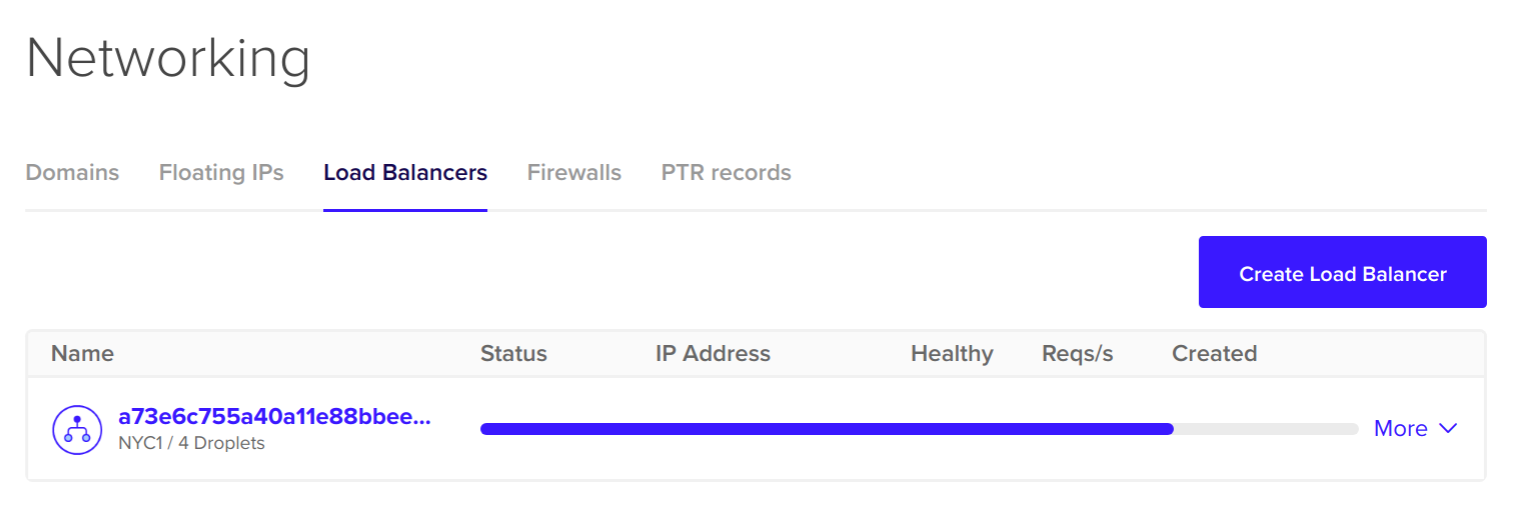 Networking
Domains Floating IPs Load Balancers Firewalls PTR records
Create Load Balancer
Name Status IP Address Healthy Reqs/s Created
a73e6c755a40a11e88bbee...
NYC1 / 4 Droplets
More